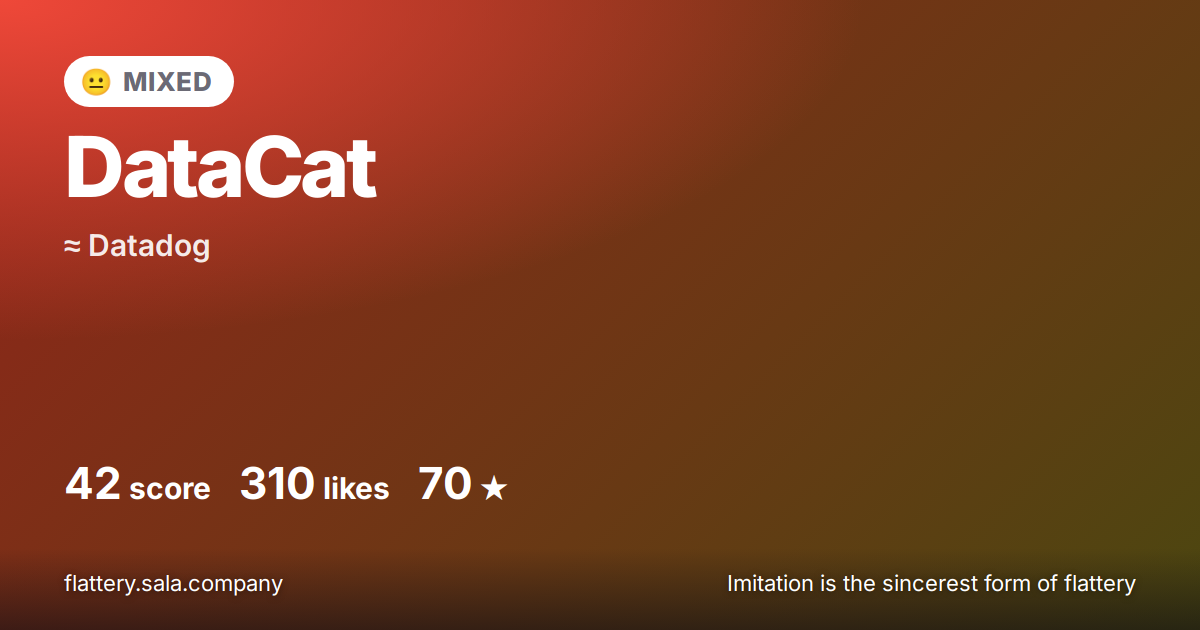 😐 MIXED
DataCat
≈ Datadog
42 score 310 likes 70 ★
flattery.sala.company
Imitation is the sincerest form of flattery